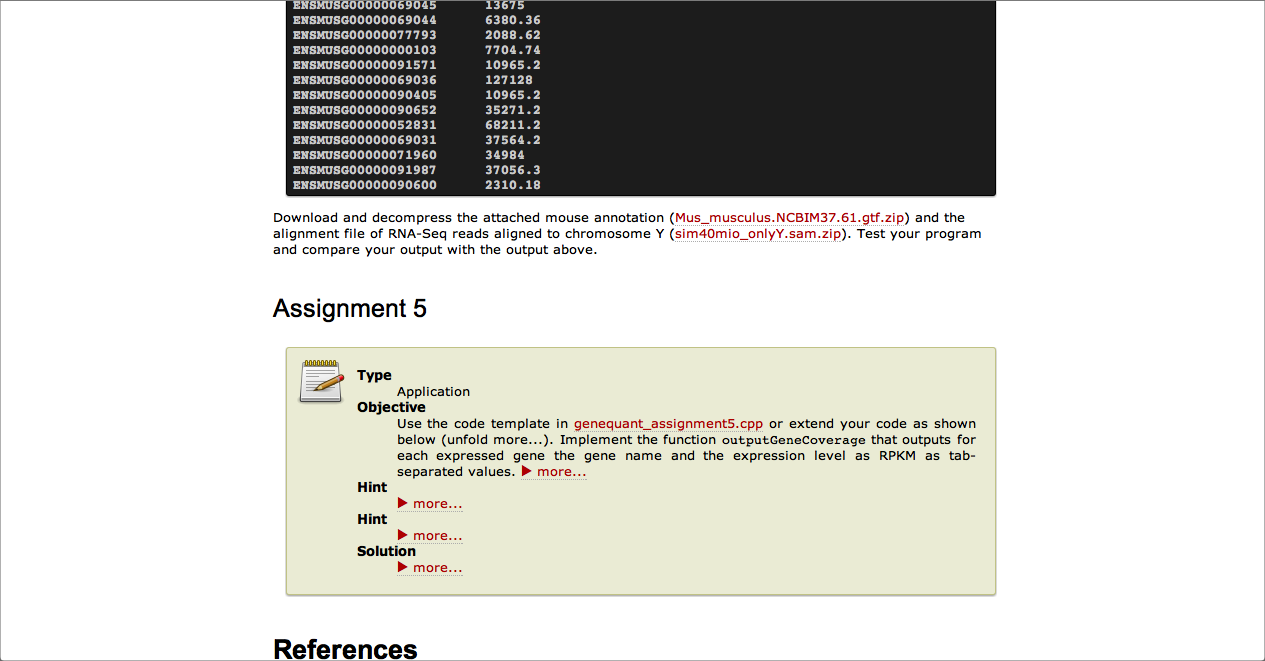 ENSMUSG00000069045 13675
ENSMUSG00000069044 6380.36
ENSMUSG00000077793 2088.62
ENSMUSG00000000103 7704.74
ENSMUSG00000091571 10965.2
ENSMUSG00000069036 127128
ENSMUSG00000090405 10965.2
ENSMUSG00000090652 35271.2
ENSMUSG00000052831 68211.2
ENSMUSG00000069031 37564.2
ENSMUSG00000071960 34984
ENSMUSG00000091987 37056.3
ENSMUSG00000090600 2310.18
Download and decompress the attached mouse annotation (Mus_musculus.NCBIM37.61.gtf.zip) and the
alignment file of RNA-Seq reads aligned to chromosome Y (sim40mio_onlyY.sam.zip). Test your program
and compare your output with the output above.
Assignment 5
Type
Application
Objective
Use the code template in genequant_assignment5.cpp or extend your code as shown
below (unfold more...). Implement the function outputGeneCoverage that outputs for
each expressed gene the gene name and the expression level as RPKM as tab-
separated values. ▶ more...
Hint
▶ more...
Hint
▶ more...
Solution
▶ more...
References